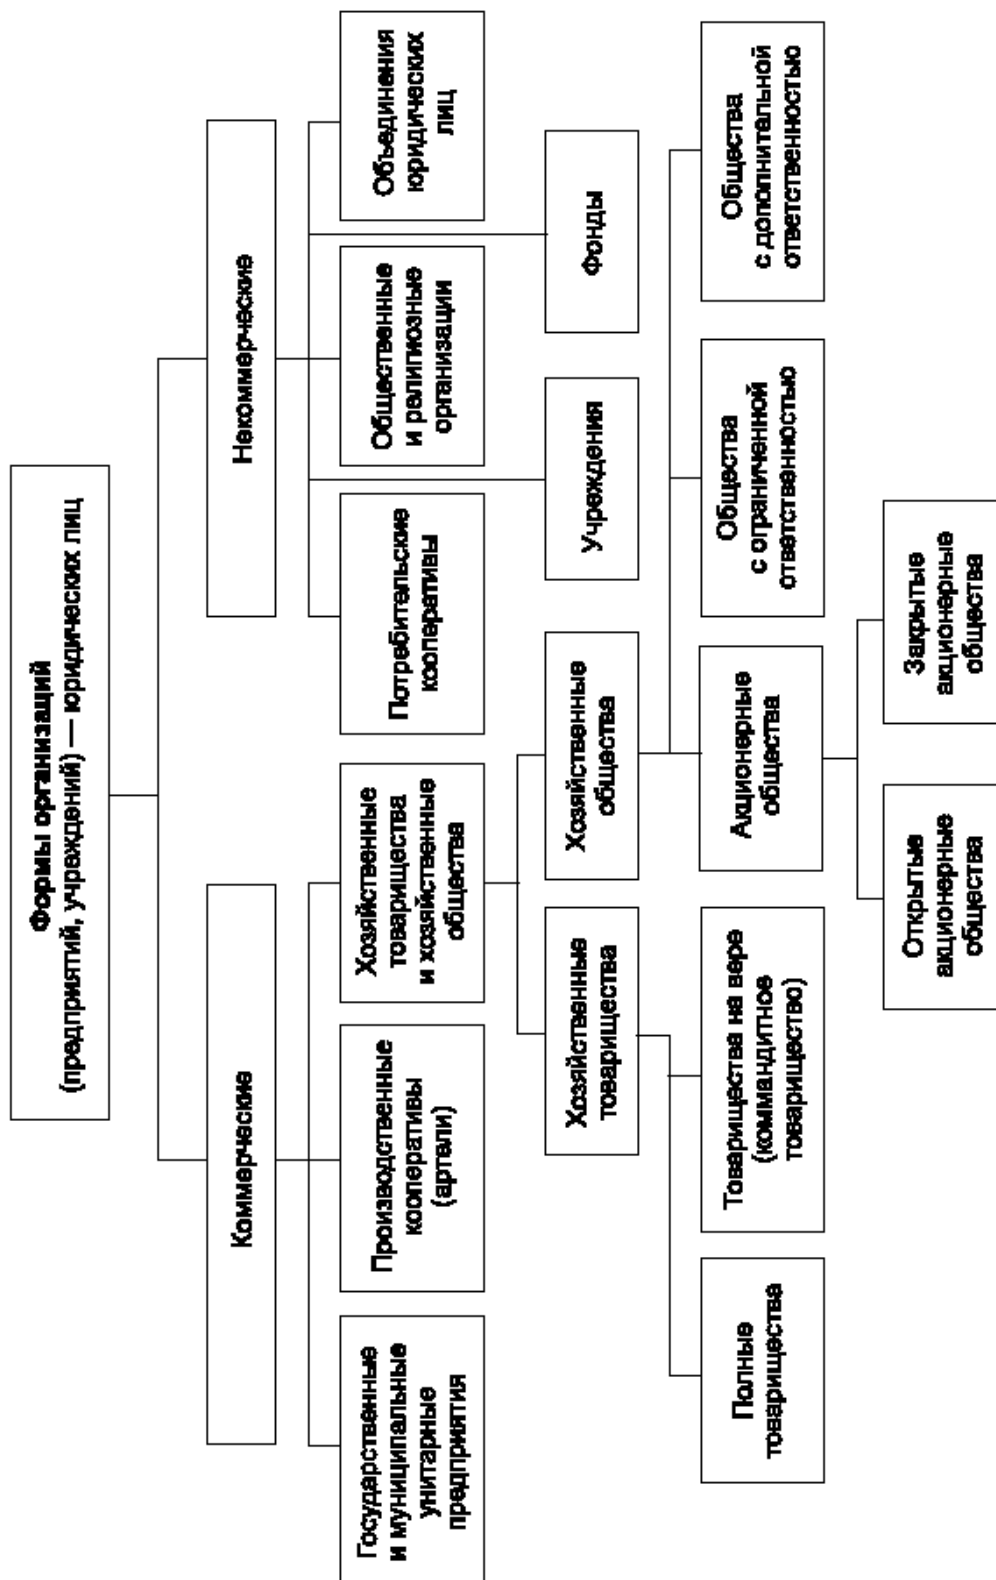 Формы организаций
(предприятий, учреждений) — юридических лиц
Коммерческие
Некоммерческие
Государственные
и муниципальные
унитарные
предприятия
Производственные
кооперативы
(артели)
Хозяйственные
товарищества
и хозяйственные
общества
Потребительские
кооперативы
Общественные
и религиозные
организации
Объединения
юридических
лиц
Хозяйственные
товарищества
Хозяйственные
общества
Учреждения
Фонды
Полные
товарищества
Товарищества на вере
(коммандитное
товарищество)
Акционерные
общества
Общества
с ограниченной
ответственностью
Общества
с дополнительной
ответственностью
Открытые
акционерные
общества
Закрытые
акционерные
общества